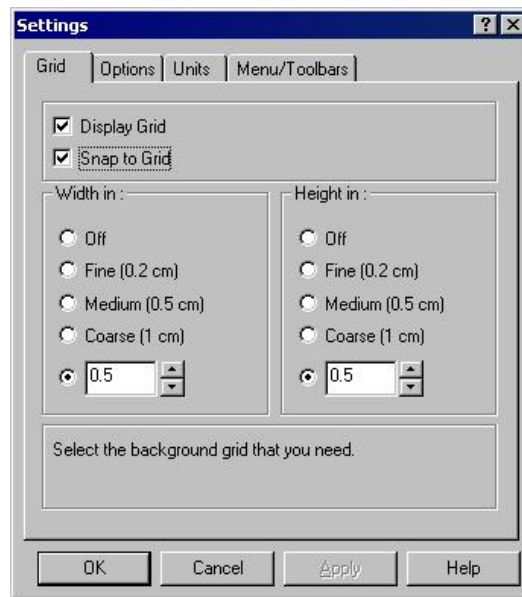 Settings
Grid Options Units Menu/Toolbars
Display Grid
Snap to Grid
Width in :
Off
Fine (0.2 cm)
Medium (0.5 cm)
Coarse (1 cm)
0.5
Height in :
Off
Fine (0.2 cm)
Medium (0.5 cm)
Coarse (1 cm)
0.5
Select the background grid that you need.
OK Cancel Apply Help